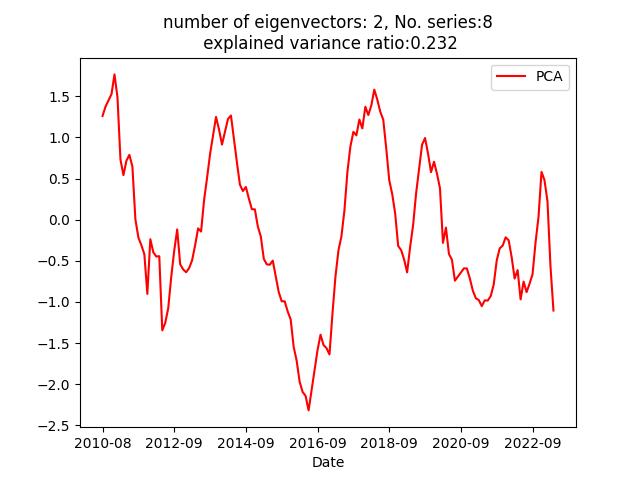 number of eigenvectors: 2, No. series:8
explained variance ratio:0.232
PCA
1.5
1.0
0.5
0.0
−0.5
−1.0
−1.5
−2.0
−2.5
2010-08 2012-09 2014-09 2016-09 2018-09 2020-09 2022-09
Date